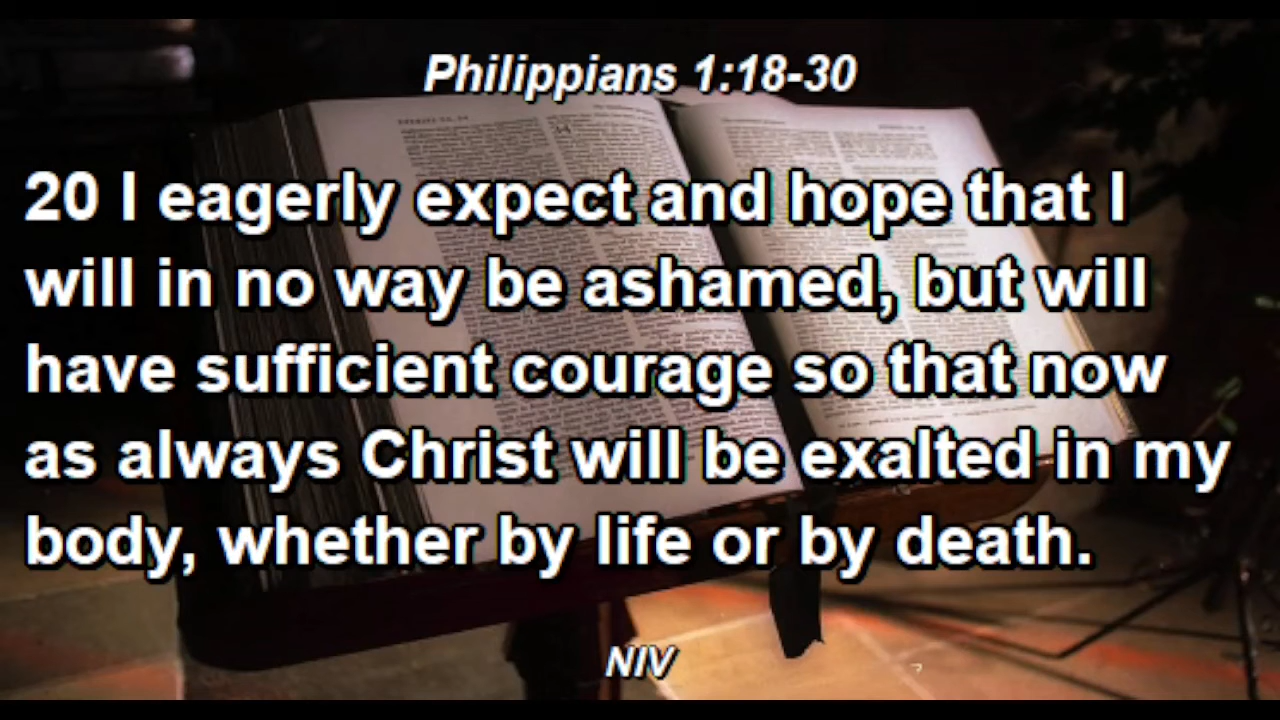 Philippians 1:18-30
20 I eagerly expect and hope that I
will in no way be ashamed, but will
have sufficient courage so that now
as always Christ will be exalted in my
body, whether by life or by death.
NIV